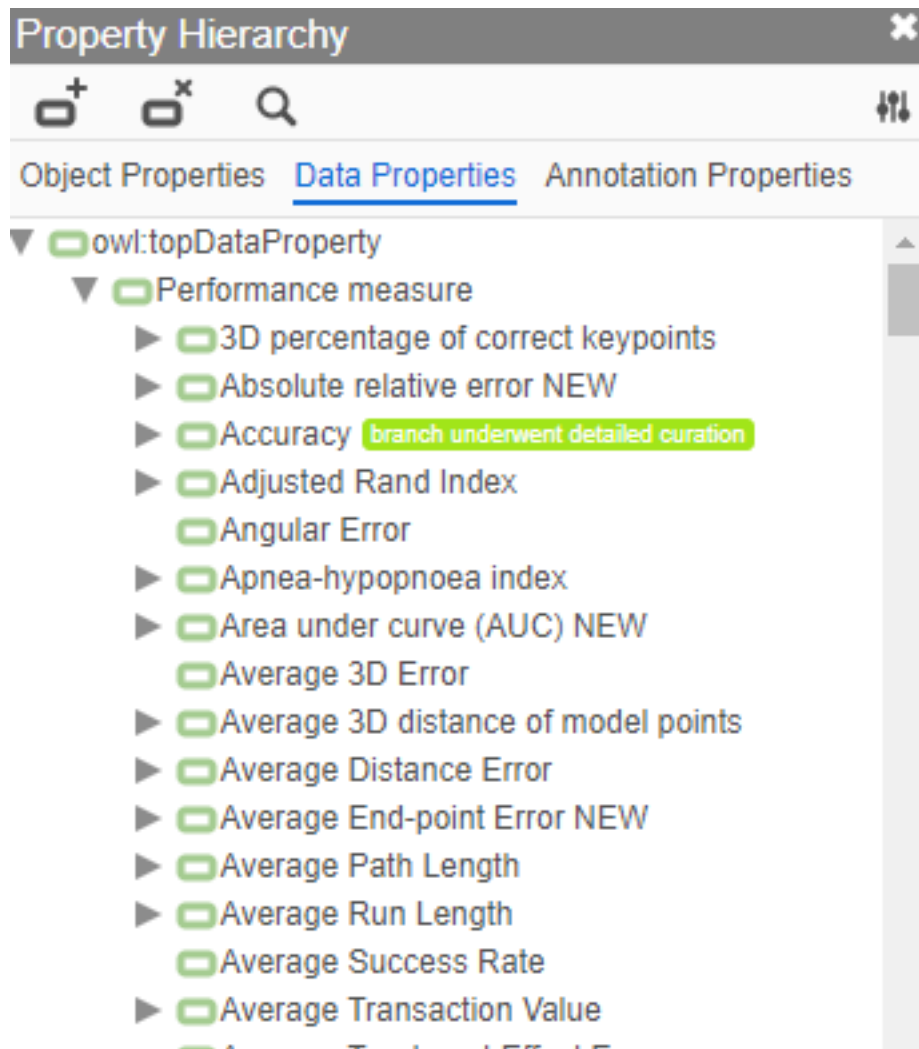 Property Hierarchy
Object Properties Data Properties Annotation Properties
owl:topDataProperty
Performance measure
3D percentage of correct keypoints
Absolute relative error NEW
Accuracy branch underwent detailed curation
Adjusted Rand Index
Angular Error
Apnea-hypopnoea index
Area under curve (AUC) NEW
Average 3D Error
Average 3D distance of model points
Average Distance Error
Average End-point Error NEW
Average Path Length
Average Run Length
Average Success Rate
Average Transaction Value